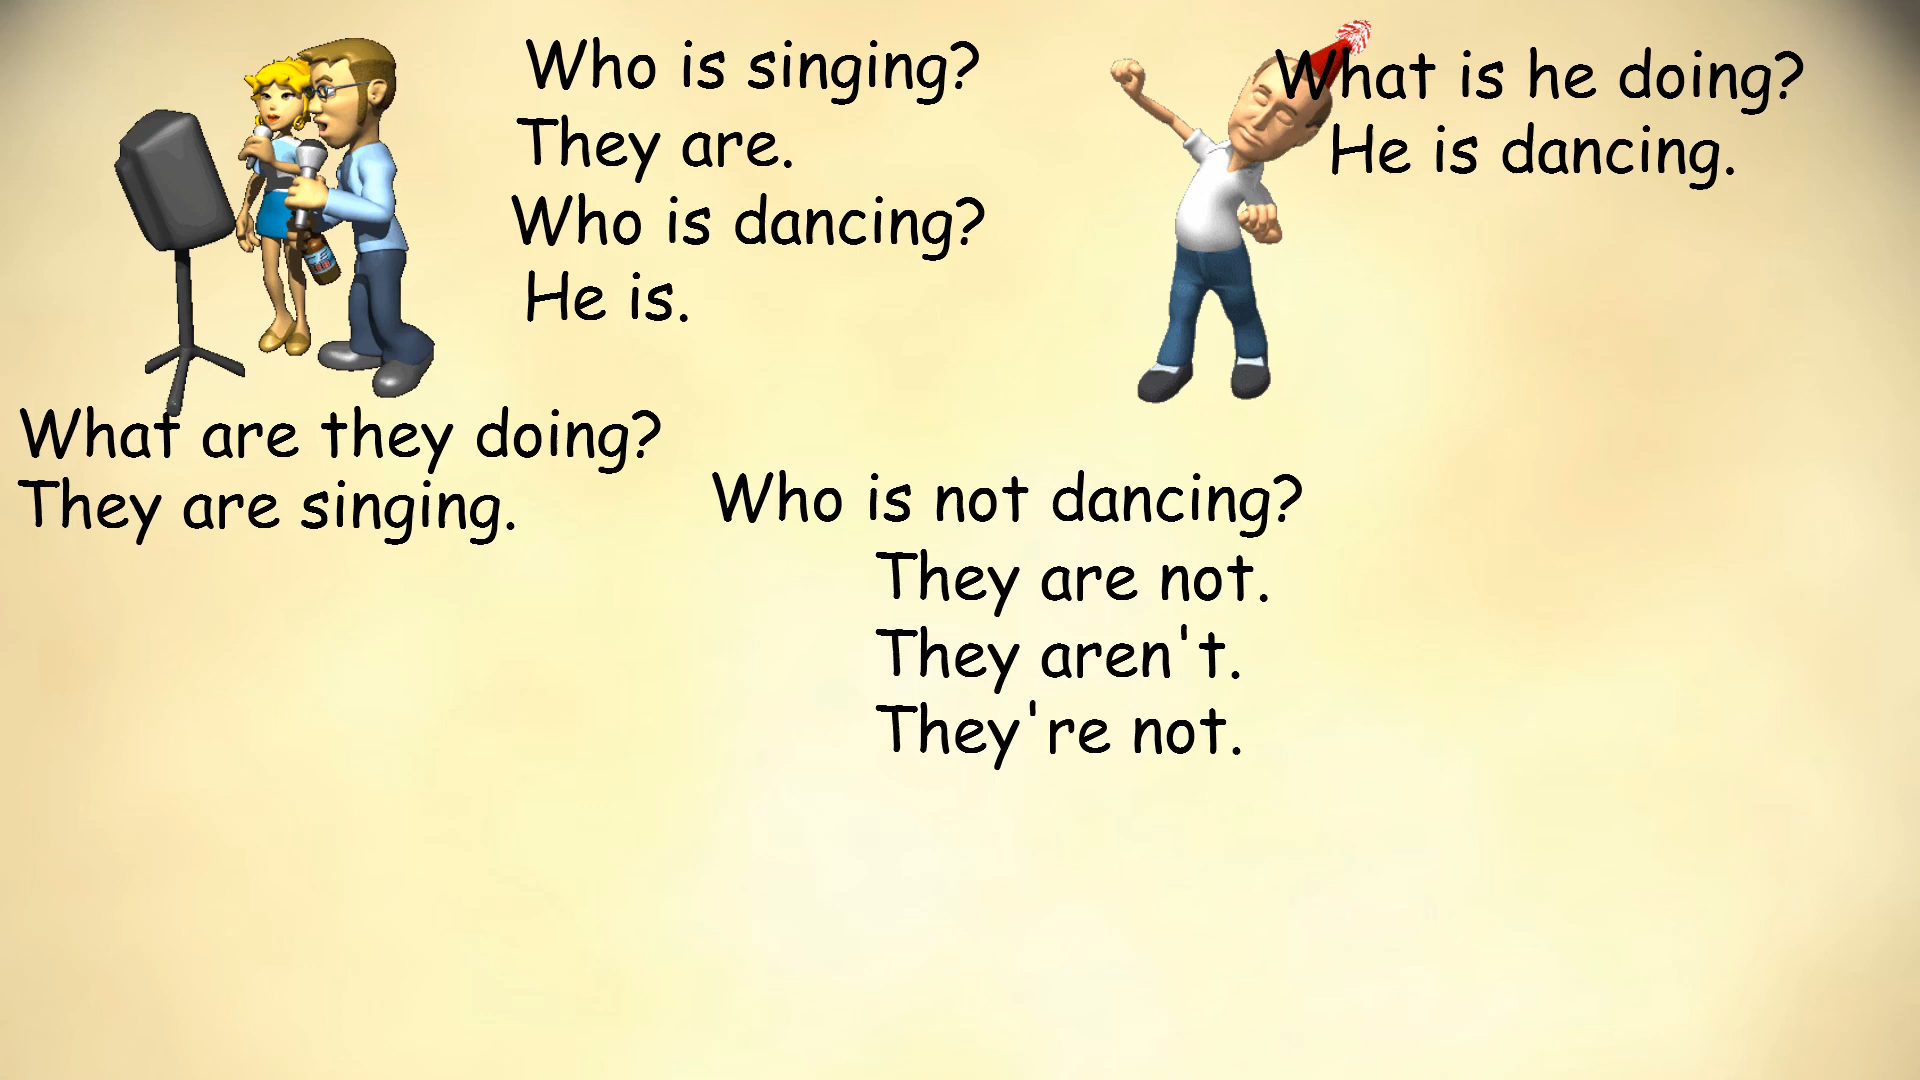 Who is singing?
They are.
Who is dancing?
He is.
What is he doing?
He is dancing.
What are they doing?
They are singing.
Who is not dancing?
They are not.
They aren't.
They're not.